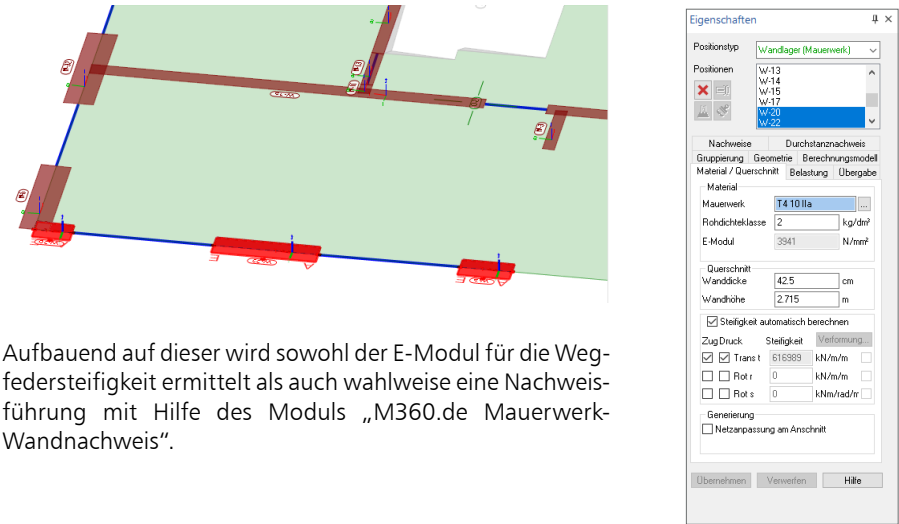 Aufbauend auf dieser wird sowohl der E-Modul für die Weg-
federsteifigkeit ermittelt als auch wahlweise eine Nachweis-
führung mit Hilfe des Moduls „M360.de Mauerwerk-
Wandnachweis“.
Eigenschaften
Positionstyp Wandlager (Mauerwerk)
Positionen W-13
W-14
W-15
W-17
W-20
W-22
Nachweise Durchstanznachweis
Gruppierung Geometrie Berechnungsmodell
Material / Querschnitt Belastung Übergabe
Material
Mauerwerk T4 10 IIa ...
Rohdichteklasse 2 kg/dm³
E-Modul 3941 N/mm²
Querschnitt
Wanddicke 42.5 cm
Wandhöhe 2.715 m
Steifigkeit automatisch berechnen
Zug Druck Steifigkeit Verformung...
Trans t 616989 kN/m/m
Rot r 0 kN/m/m
Rot s 0 kNm/rad/m
Generierung
Netzanpassung am Anschnitt
Übernehmen Verwerfen Hilfe